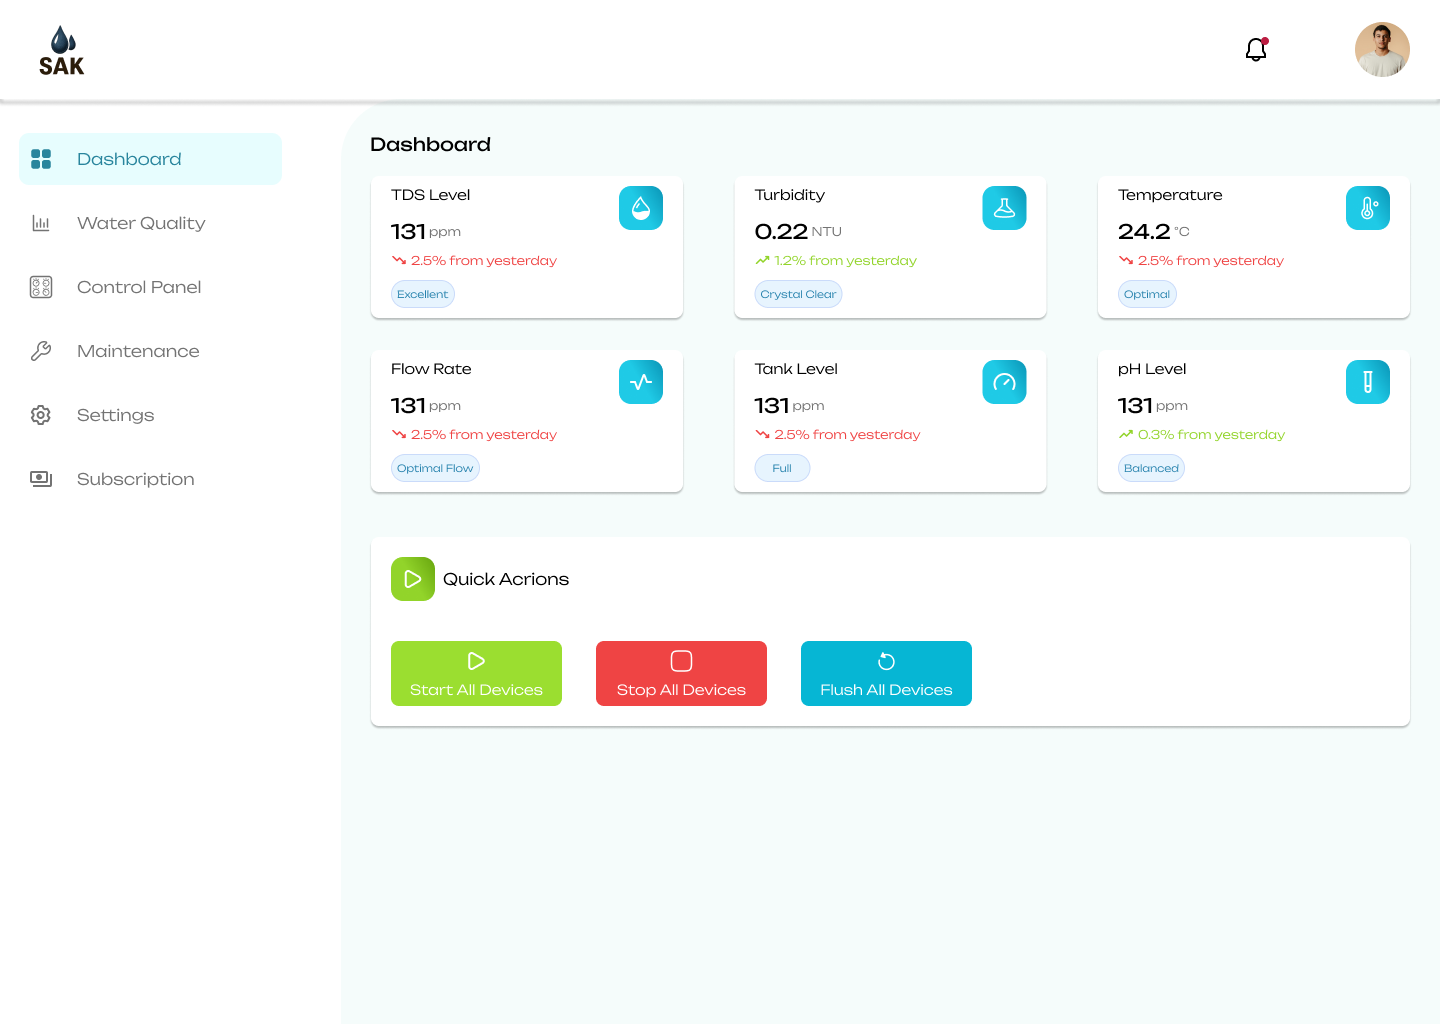 SAK
Dashboard
Water Quality
Control Panel
Maintenance
Settings
Subscription
Dashboard
TDS Level
131 ppm
2.5% from yesterday
Excellent
Turbidity
0.22 NTU
1.2% from yesterday
Crystal Clear
Temperature
24.2 °C
2.5% from yesterday
Optimal
Flow Rate
131 ppm
2.5% from yesterday
Optimal Flow
Tank Level
131 ppm
2.5% from yesterday
Full
pH Level
131 ppm
0.3% from yesterday
Balanced
Quick Acrions
Start All Devices
Stop All Devices
Flush All Devices